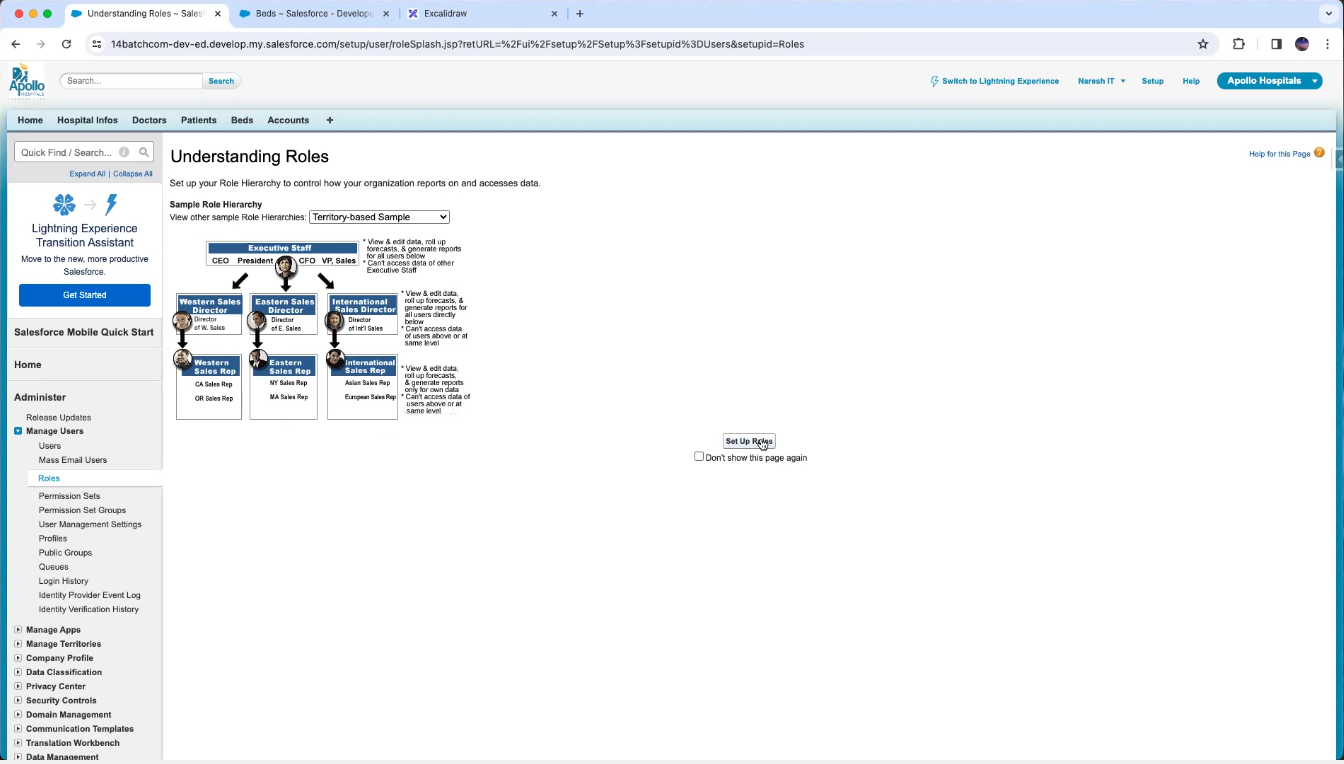 Understanding Roles ~ Sales
Beds ~ Salesforce - Develope
Excalidraw
14batchcom-dev-ed.develop.my.salesforce.com/setup/user/roleSplash.jsp?retURL=%2Fui%2Fsetup%2FSetup%3Fsetupid%3DUsers&setupid=Roles
Apollo
HOSPITALS
Search...
Search
Switch to Lightning Experience
Naresh IT
Setup
Help
Apollo Hospitals
Home
Hospital Infos
Doctors
Patients
Beds
Accounts
+
Quick Find / Search...
Expand All | Collapse All
Lightning Experience
Transition Assistant
Move to the new, more productive
Salesforce.
Get Started
Salesforce Mobile Quick Start
Home
Administer
Release Updates
Manage Users
Users
Mass Email Users
Roles
Permission Sets
Permission Set Groups
User Management Settings
Profiles
Public Groups
Queues
Login History
Identity Provider Event Log
Identity Verification History
Manage Apps
Manage Territories
Company Profile
Data Classification
Privacy Center
Security Controls
Domain Management
Communication Templates
Translation Workbench
Data Management
Understanding Roles
Help for this Page
Set up your Role Hierarchy to control how your organization reports on and accesses data.
Sample Role Hierarchy
View other sample Role Hierarchies: Territory-based Sample
Executive Staff
CEO President CFO VP, Sales
* View & edit data, roll up
forecasts, & generate reports
for all users below
* Can't access data of other
Executive Staff
Western Sales
Director
Director
of W. Sales
Eastern Sales
Director
Director
of E. Sales
International
Sales Director
Director
of Int'l Sales
* View & edit data,
roll up forecasts, &
generate reports for
all users directly
below
* Can't access data
of users above or at
same level
Western
Sales Rep
CA Sales Rep
OR Sales Rep
Eastern
Sales Rep
NY Sales Rep
MA Sales Rep
International
Sales Rep
Asian Sales Rep
European Sales Rep
* View & edit data,
roll up forecasts,
& generate reports
only for own data
* Can't access data of
users above or at
same level
Set Up Roles
Don't show this page again